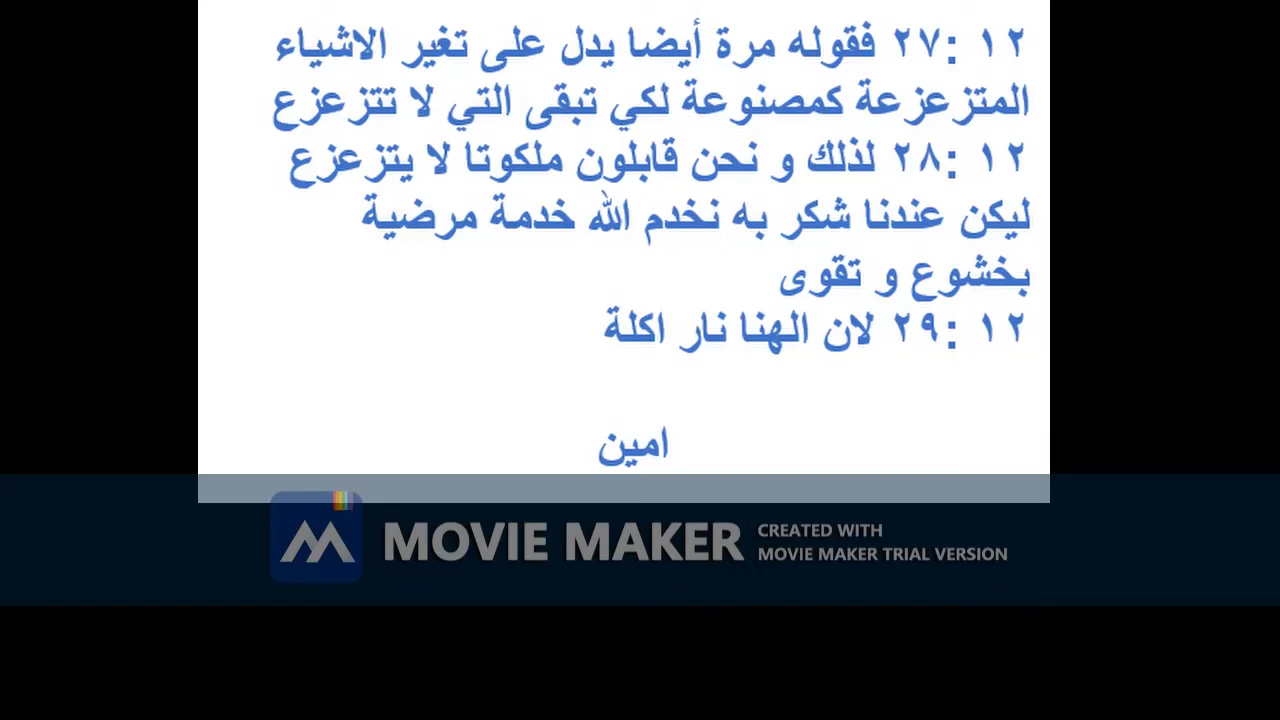 ١٢ :٢٧ فقوله مرة أيضا يدل على تغير الاشياء
المتزعزعة كمصنوعة لكي تبقى التي لا تتزعزع
١٢ :٢٨ لذلك و نحن قابلون ملكوتا لا يتزعزع
ليكن عندنا شكر به نخدم الله خدمة مرضية
بخشوع و تقوى
١٢ :٢٩ لان الهنا نار اكلة
امين
MOVIE MAKER
CREATED WITH
MOVIE MAKER TRIAL VERSION